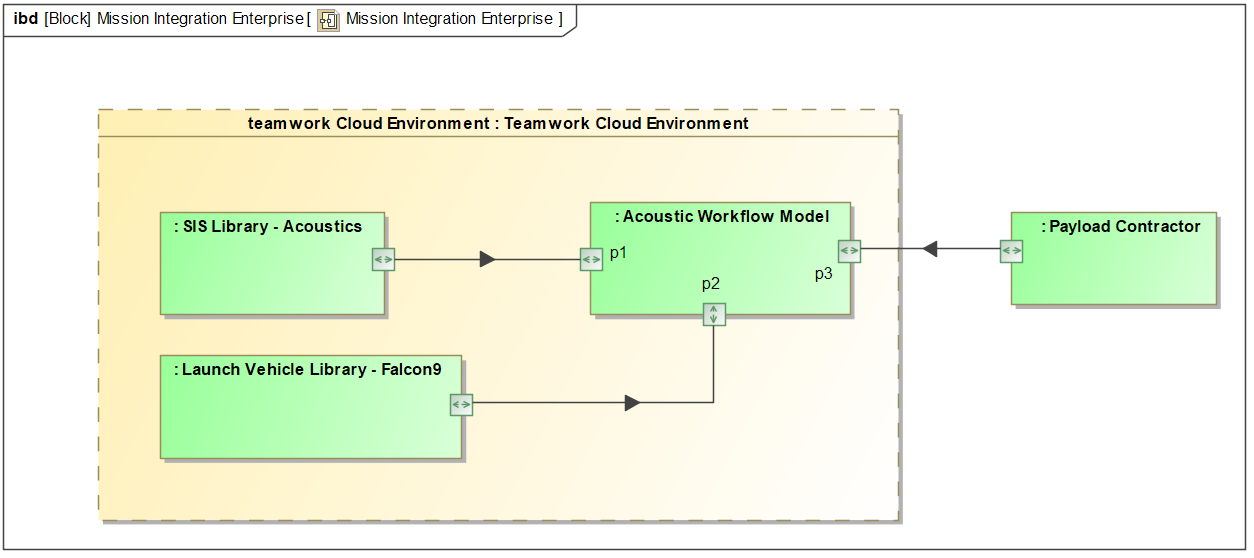 ibd [Block] Mission Integration Enterprise [ Mission Integration Enterprise ]
teamwork Cloud Environment : Teamwork Cloud Environment
: SIS Library - Acoustics
: Acoustic Workflow Model
: Payload Contractor
p1
p3
p2
: Launch Vehicle Library - Falcon9